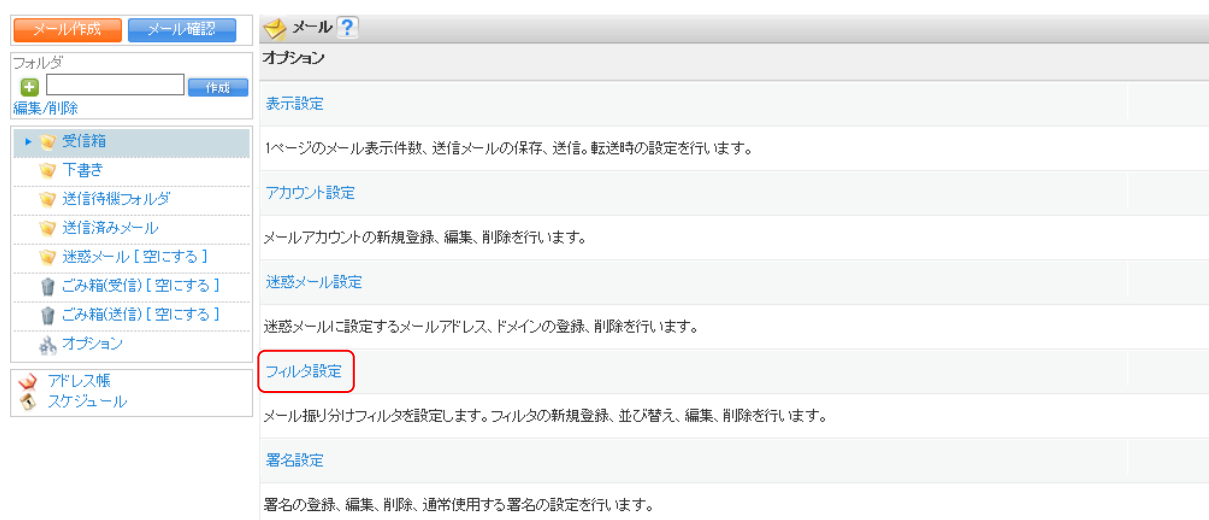 メール作成 メール確認
フォルダ
作成
編集/削除
受信箱
下書き
送信待機フォルダ
送信済みメール
迷惑メール [ 空にする ]
ごみ箱(受信) [ 空にする ]
ごみ箱(送信) [ 空にする ]
オプション
アドレス帳
スケジュール
メール ?
オプション
表示設定
1ページのメール表示件数、送信メールの保存、送信。転送時の設定を行います。
アカウント設定
メールアカウントの新規登録、編集、削除を行います。
迷惑メール設定
迷惑メールに設定するメールアドレス、ドメインの登録、削除を行います。
フィルタ設定
メール振り分けフィルタを設定します。フィルタの新規登録、並び替え、編集、削除を行います。
署名設定
署名の登録、編集、削除、通常使用する署名の設定を行います。